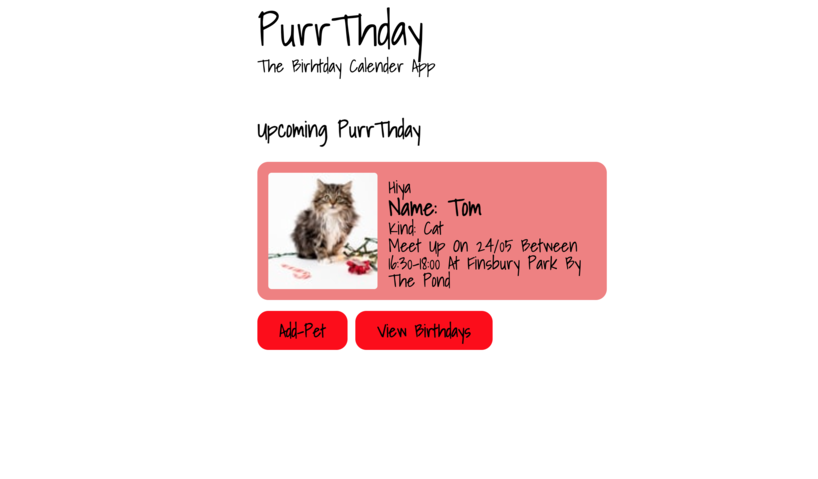 PurrThday
The Birhtday Calender App
Upcoming PurrThday
Hiya
Name: Tom
Kind: Cat
Meet Up On 24/05 Between
16:30-18:00 At Finsbury Park By
The Pond
Add-Pet
View Birthdays